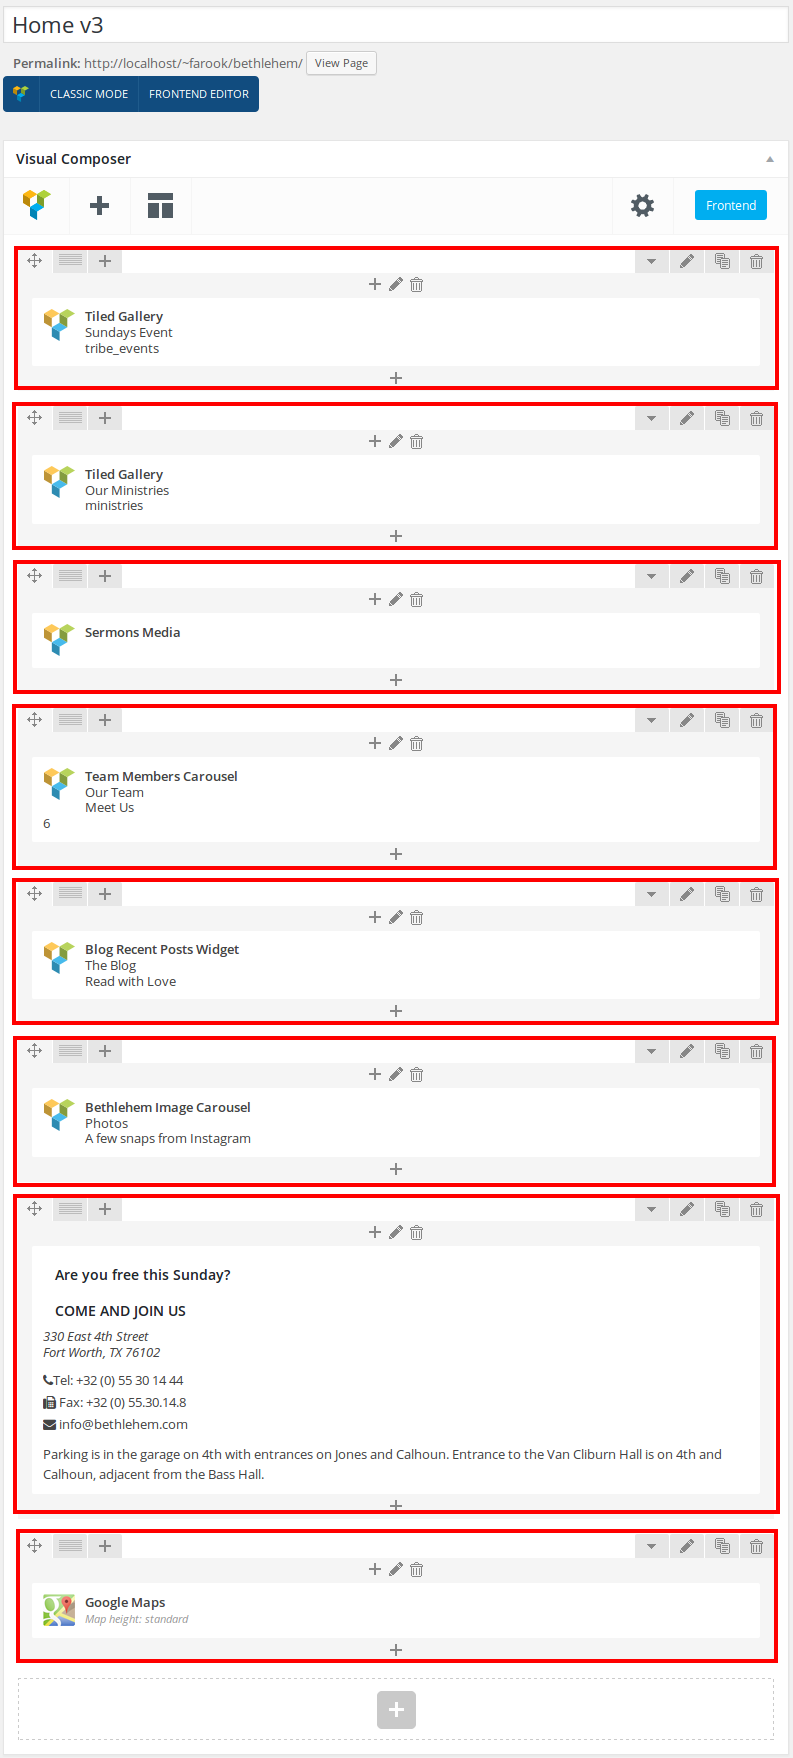 Home v3
Permalink: http://localhost/~farook/bethlehem/ View Page
CLASSIC MODE FRONTEND EDITOR
Visual Composer
Frontend
Tiled Gallery
Sundays Event
tribe_events
Tiled Gallery
Our Ministries
ministries
Sermons Media
Team Members Carousel
Our Team
Meet Us
6
Blog Recent Posts Widget
The Blog
Read with Love
Bethlehem Image Carousel
Photos
A few snaps from Instagram
Are you free this Sunday?
COME AND JOIN US
330 East 4th Street
Fort Worth, TX 76102
Tel: +32 (0) 55 30 14 44
Fax: +32 (0) 55.30.14.8
info@bethlehem.com
Parking is in the garage on 4th with entrances on Jones and Calhoun. Entrance to the Van Cliburn Hall is on 4th and
Calhoun, adjacent from the Bass Hall.
Google Maps
Map height: standard